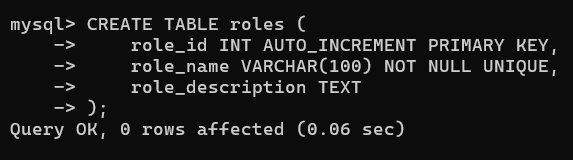 mysql> CREATE TABLE roles (
    ->     role_id INT AUTO_INCREMENT PRIMARY KEY,
    ->     role_name VARCHAR(100) NOT NULL UNIQUE,
    ->     role_description TEXT
    -> );
Query OK, 0 rows affected (0.06 sec)